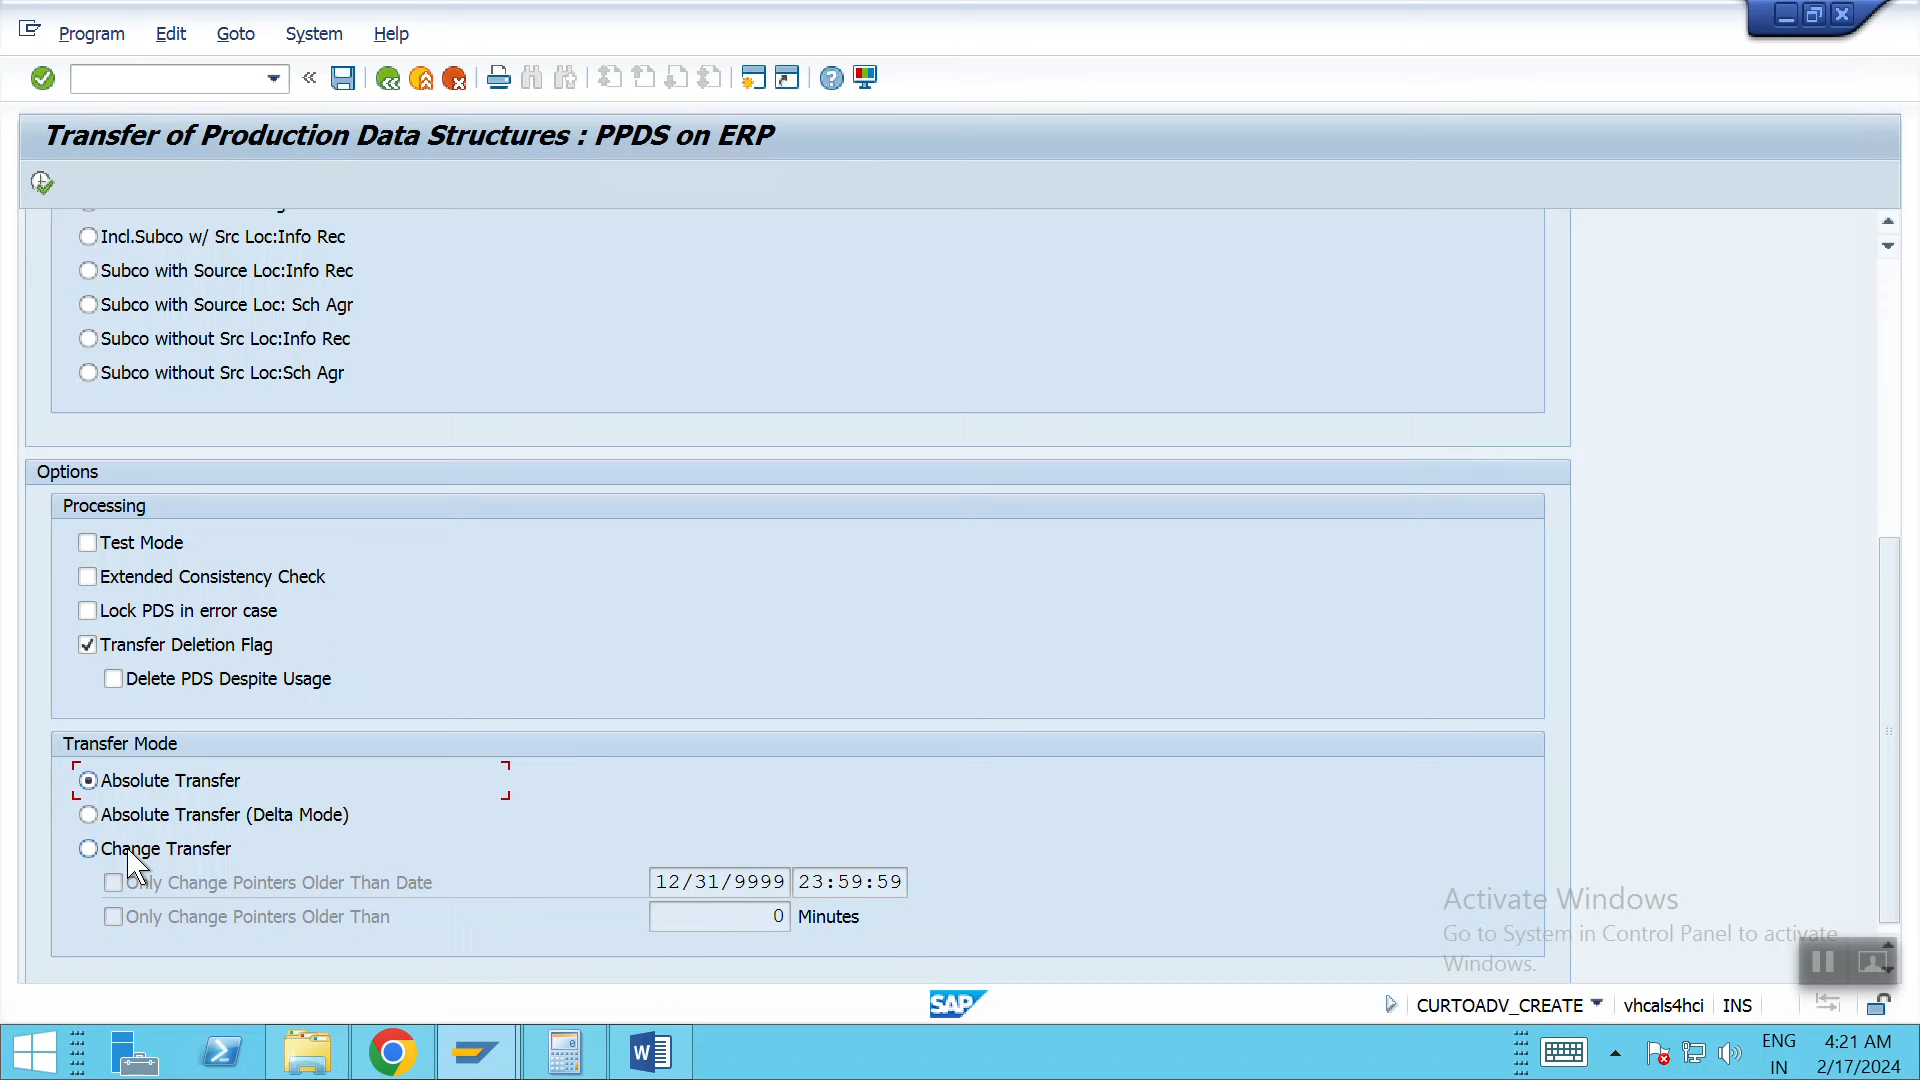 Program Edit Goto System Help
Transfer of Production Data Structures : PPDS on ERP
Incl.Subco w/ Src Loc:Info Rec
Subco with Source Loc:Info Rec
Subco with Source Loc: Sch Agr
Subco without Src Loc:Info Rec
Subco without Src Loc:Sch Agr
Options
Processing
Test Mode
Extended Consistency Check
Lock PDS in error case
Transfer Deletion Flag
Delete PDS Despite Usage
Transfer Mode
Absolute Transfer
Absolute Transfer (Delta Mode)
Change Transfer
Only Change Pointers Older Than Date 12/31/9999 23:59:59
Only Change Pointers Older Than 0 Minutes
Activate Windows
Go to System in Control Panel to activate
Windows.
SAP CURTOADV_CREATE vhcals4hci INS
ENG 4:21 AM
IN 2/17/2024